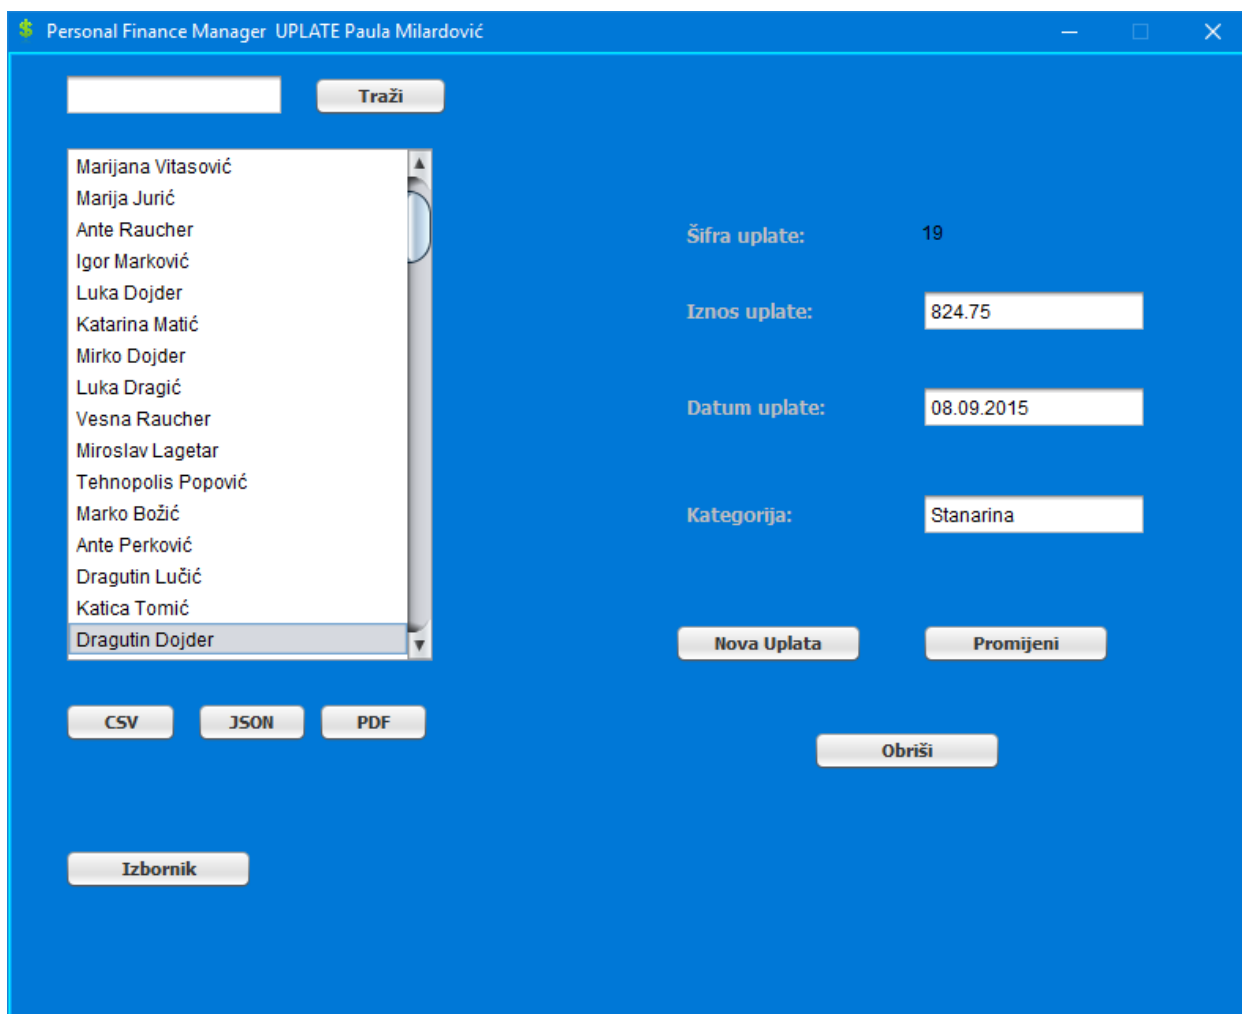 $ Personal Finance Manager UPLATE Paula Milardović
Traži
Marijana Vitasović
Marija Jurić
Ante Raucher
Igor Marković
Luka Dojder
Katarina Matić
Mirko Dojder
Luka Dragić
Vesna Raucher
Miroslav Lagetar
Tehnopolis Popović
Marko Božić
Ante Perković
Dragutin Lučić
Katica Tomić
Dragutin Dojder
Šifra uplate: 19
Iznos uplate: 824.75
Datum uplate: 08.09.2015
Kategorija: Stanarina
Nova Uplata Promijeni
CSV JSON PDF
Obriši
Izbornik